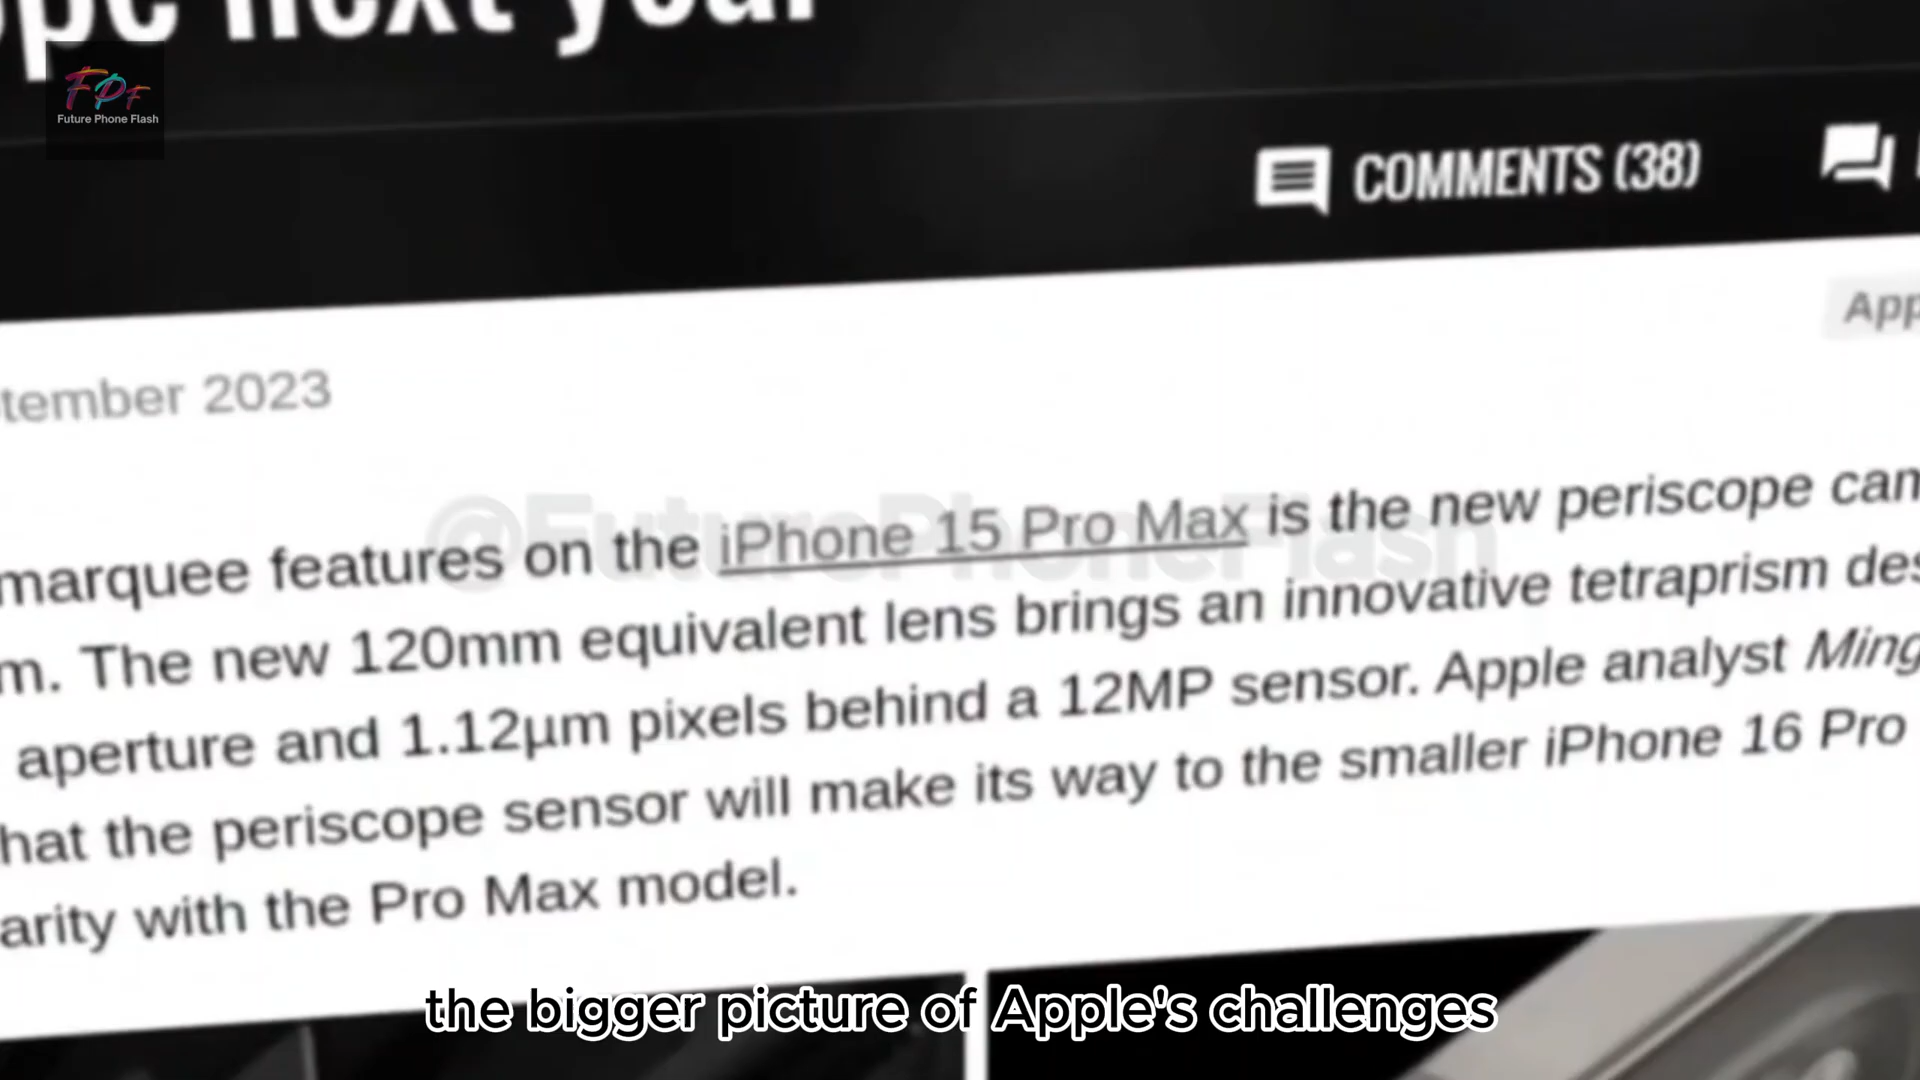 next year
FPF
Future Phone Flash
COMMENTS (38)
App
tember 2023
@FuturePhoneFlash
marquee features on the iPhone 15 Pro Max is the new periscope cam
m. The new 120mm equivalent lens brings an innovative tetraprism des
aperture and 1.12µm pixels behind a 12MP sensor. Apple analyst Ming
hat the periscope sensor will make its way to the smaller iPhone 16 Pro
arity with the Pro Max model.
the bigger picture of Apple's challenges